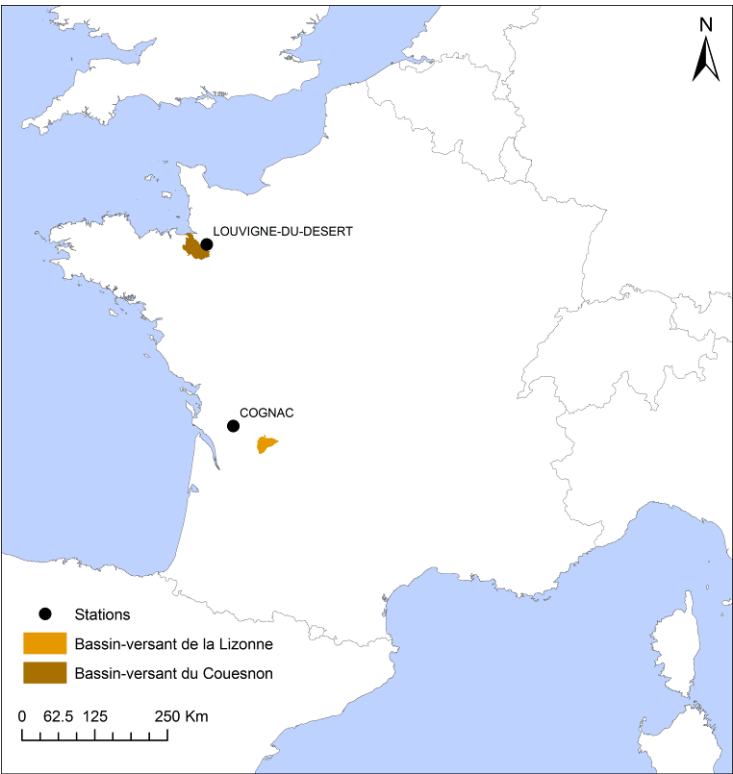 N
LOUVIGNE-DU-DESERT
COGNAC
Stations
Bassin-versant de la Lizonne
Bassin-versant du Couesnon
0 62.5 125 250 Km